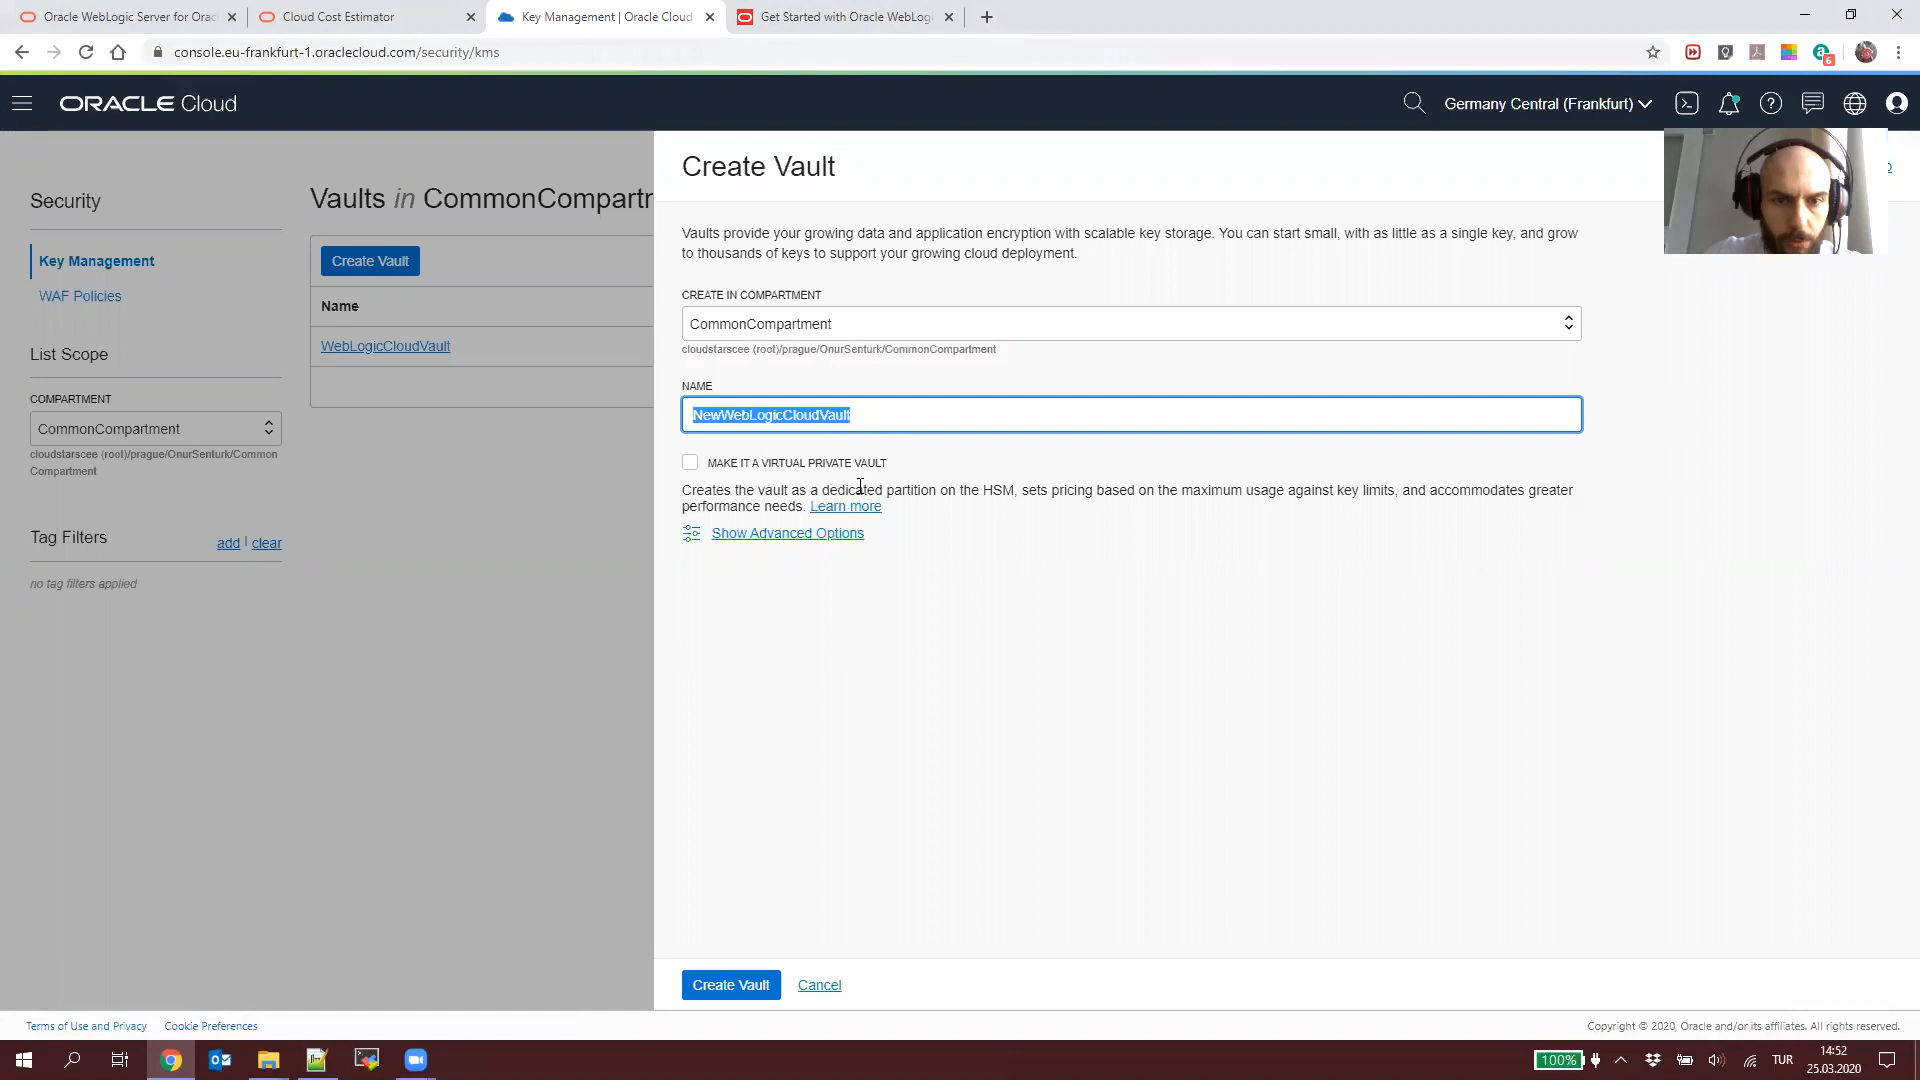 Oracle WebLogic Server for Orac
Cloud Cost Estimator
Key Management | Oracle Cloud
Get Started with Oracle WebLogi
console.eu-frankfurt-1.oraclecloud.com/security/kms
6
ORACLE Cloud
Germany Central (Frankfurt)
Security
Key Management
WAF Policies
List Scope
COMPARTMENT
CommonCompartment
cloudstarscee (root)/prague/OnurSenturk/Common
Compartment
Tag Filters
add | clear
no tag filters applied
Vaults in CommonCompartr
Create Vault
Name
WebLogicCloudVault
Create Vault
Vaults provide your growing data and application encryption with scalable key storage. You can start small, with as little as a single key, and grow
to thousands of keys to support your growing cloud deployment.
CREATE IN COMPARTMENT
CommonCompartment
cloudstarscee (root)/prague/OnurSenturk/CommonCompartment
NAME
NewWebLogicCloudVault
MAKE IT A VIRTUAL PRIVATE VAULT
Creates the vault as a dedicated partition on the HSM, sets pricing based on the maximum usage against key limits, and accommodates greater
performance needs. Learn more
Show Advanced Options
Create Vault
Cancel
Terms of Use and Privacy
Cookie Preferences
Copyright © 2020, Oracle and/or its affiliates. All rights reserved.
100%
TUR
14:52
25.03.2020